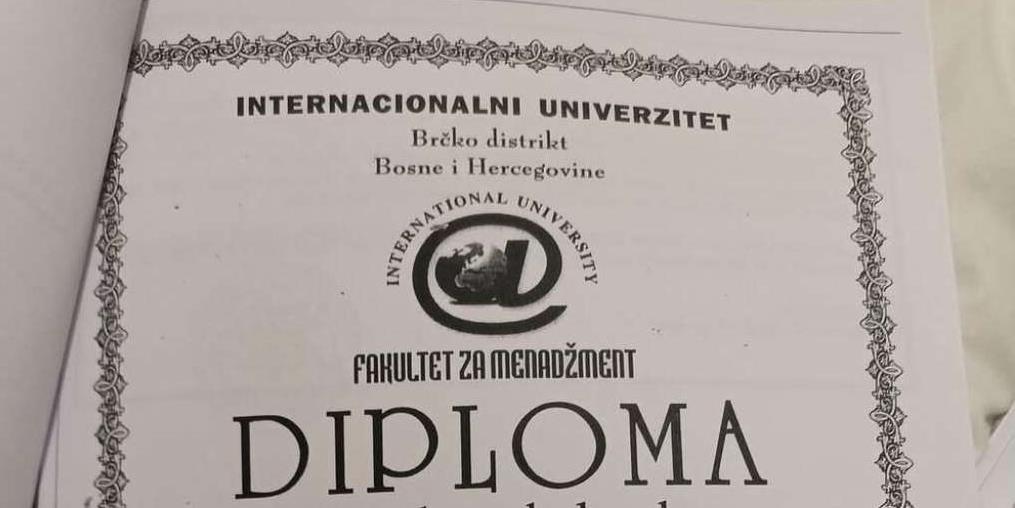 INTERNACIONALNI UNIVERZITET
Brčko distrikt
Bosne i Hercegovine
INTERNATIONAL UNIVERSITY
FAKULTET ZA MENADŽMENT
DIPLOMA